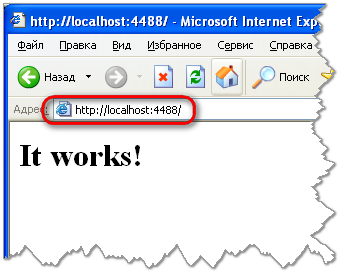 http://localhost:4488/ - Microsoft Internet Exp
Файл Правка Вид Избранное Сервис Справка
Назад Поиск
Адрес: http://localhost:4488/
It works!